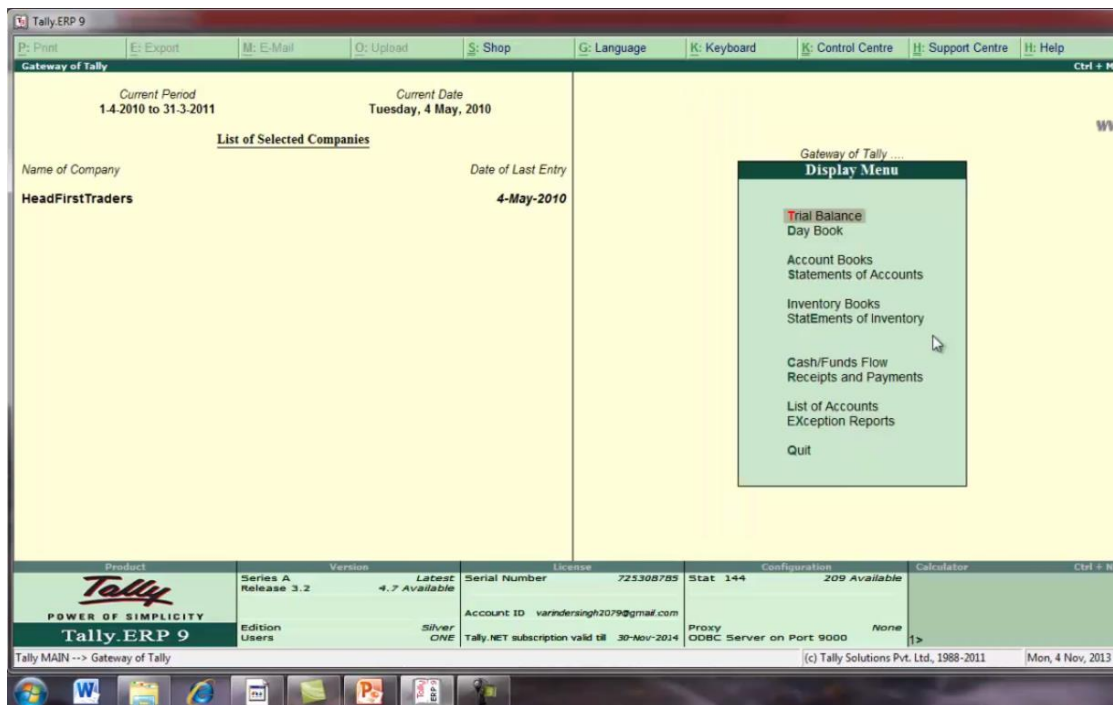 Tally.ERP 9
P: Print E: Export M: E-Mail O: Upload S: Shop G: Language K: Keyboard K: Control Centre H: Support Centre H: Help
Gateway of Tally Ctrl + M
Current Period Current Date
1-4-2010 to 31-3-2011 Tuesday, 4 May, 2010
List of Selected Companies
Name of Company Date of Last Entry
HeadFirstTraders 4-May-2010
Gateway of Tally ....
Display Menu
Trial Balance
Day Book
Account Books
Statements of Accounts
Inventory Books
StatEments of Inventory
Cash/Funds Flow
Receipts and Payments
List of Accounts
EXception Reports
Quit
Product Version License Configuration Calculator Ctrl + N
Tally
POWER OF SIMPLICITY
Tally.ERP 9
Series A Latest
Release 3.2 4.7 Available
Edition Silver
Users ONE
Serial Number 725308785
Account ID varindersingh2079@gmail.com
Tally.NET subscription valid till 30-Nov-2014
Stat 144 209 Available
Proxy None
ODBC Server on Port 9000
1>
Tally MAIN --> Gateway of Tally (c) Tally Solutions Pvt. Ltd., 1988-2011 Mon, 4 Nov, 2013